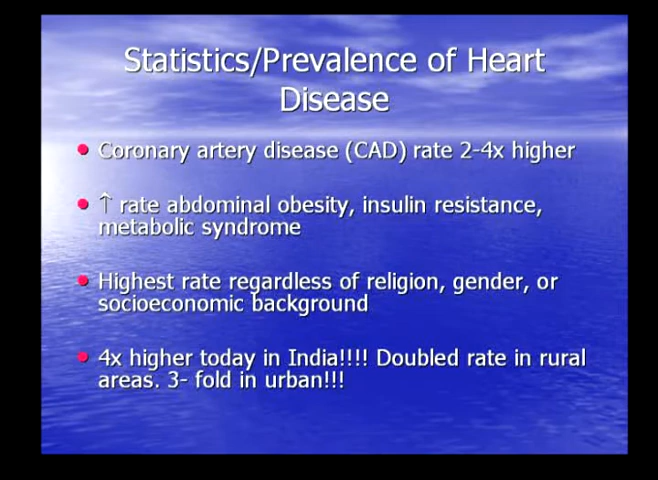 Statistics/Prevalence of Heart
Disease
• Coronary artery disease (CAD) rate 2-4x higher
• ↑ rate abdominal obesity, insulin resistance,
metabolic syndrome
• Highest rate regardless of religion, gender, or
socioeconomic background
• 4x higher today in India!!!! Doubled rate in rural
areas. 3- fold in urban!!!